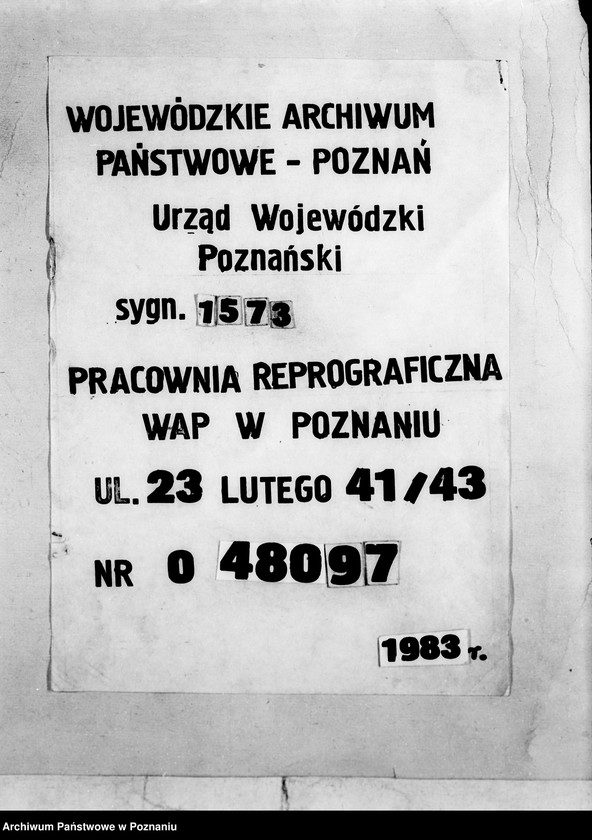 WOJEWÓDZKIE ARCHIWUM
PAŃSTWOWE - POZNAŃ
Urząd Wojewódzki
Poznański
sygn. 1573
PRACOWNIA REPROGRAFICZNA
WAP W POZNANIU
UL. 23 LUTEGO 41/43
NR 0 48097
1983 r.
Archiwum Państwowe w Poznaniu